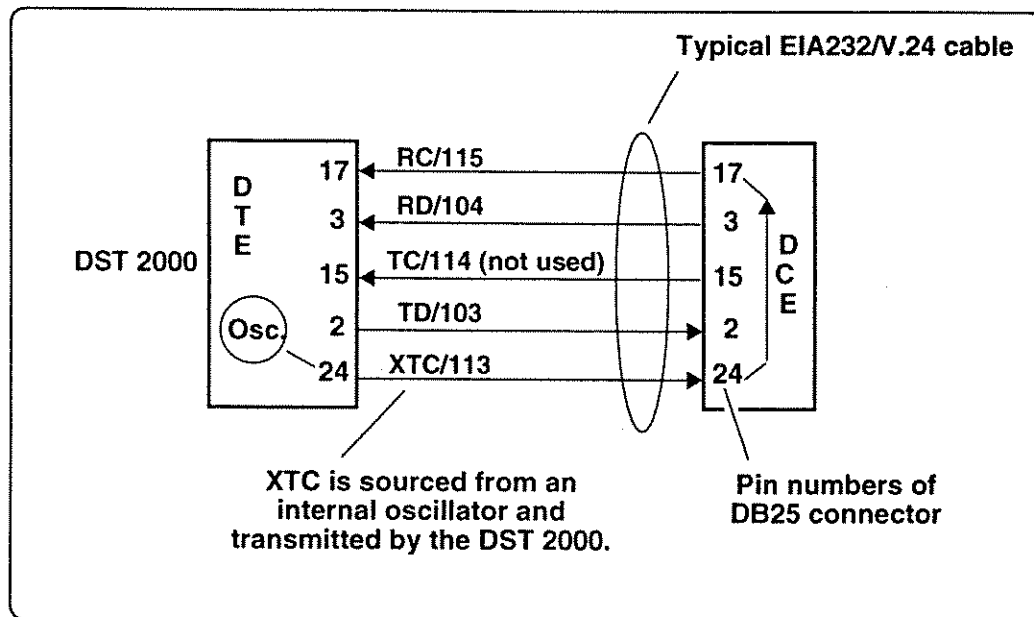 Typical EIA232/V.24 cable
DST 2000
D
T
E
Osc.
17
3
15
2
24
RC/115
RD/104
TC/114 (not used)
TD/103
XTC/113
17
3
15
2
24
D
C
E
XTC is sourced from an
internal oscillator and
transmitted by the DST 2000.
Pin numbers of
DB25 connector